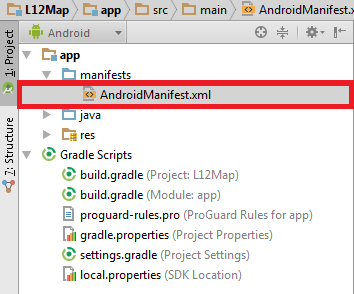 L12Map app src main AndroidManifest.x
1: Project
Android
app
manifests
AndroidManifest.xml
java
res
7: Structure
Gradle Scripts
build.gradle (Project: L12Map)
build.gradle (Module: app)
proguard-rules.pro (ProGuard Rules for app)
gradle.properties (Project Properties)
settings.gradle (Project Settings)
local.properties (SDK Location)